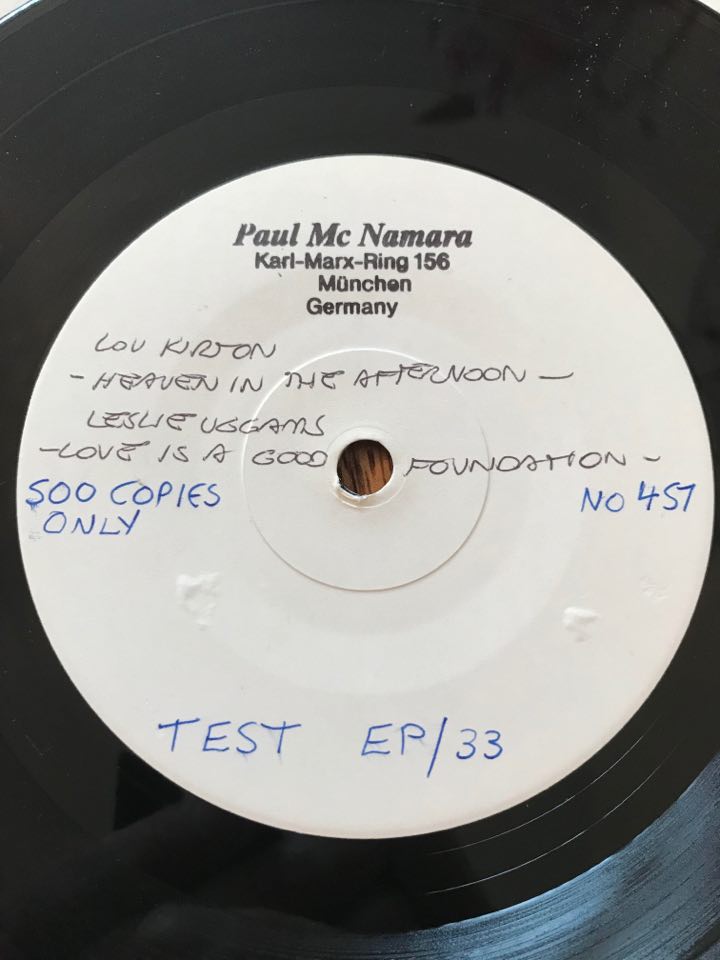 Paul Mc Namara
Karl-Marx-Ring 156
München
Germany
LOU KIRTON
- HEAVEN IN THE AFTERNOON -
LESLIE UGGAMS
- LOVE IS A GOOD FOUNDATION -
500 COPIES ONLY
NO 457
TEST EP/33